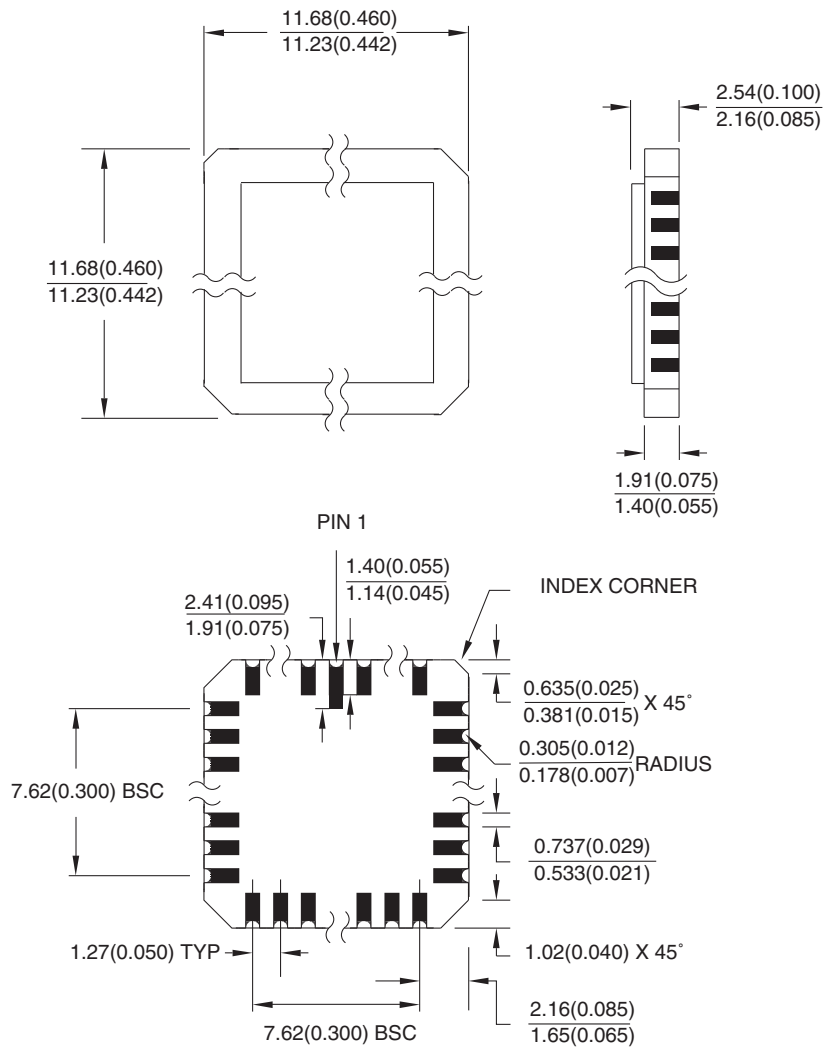 11.68(0.460)
11.23(0.442)
2.54(0.100)
2.16(0.085)
11.68(0.460)
11.23(0.442)
1.91(0.075)
1.40(0.055)
PIN 1
1.40(0.055)
1.14(0.045)
INDEX CORNER
2.41(0.095)
1.91(0.075)
0.635(0.025)
0.381(0.015)
X 45°
0.305(0.012)
0.178(0.007)
RADIUS
7.62(0.300) BSC
0.737(0.029)
0.533(0.021)
1.27(0.050) TYP
1.02(0.040) X 45°
7.62(0.300) BSC
2.16(0.085)
1.65(0.065)